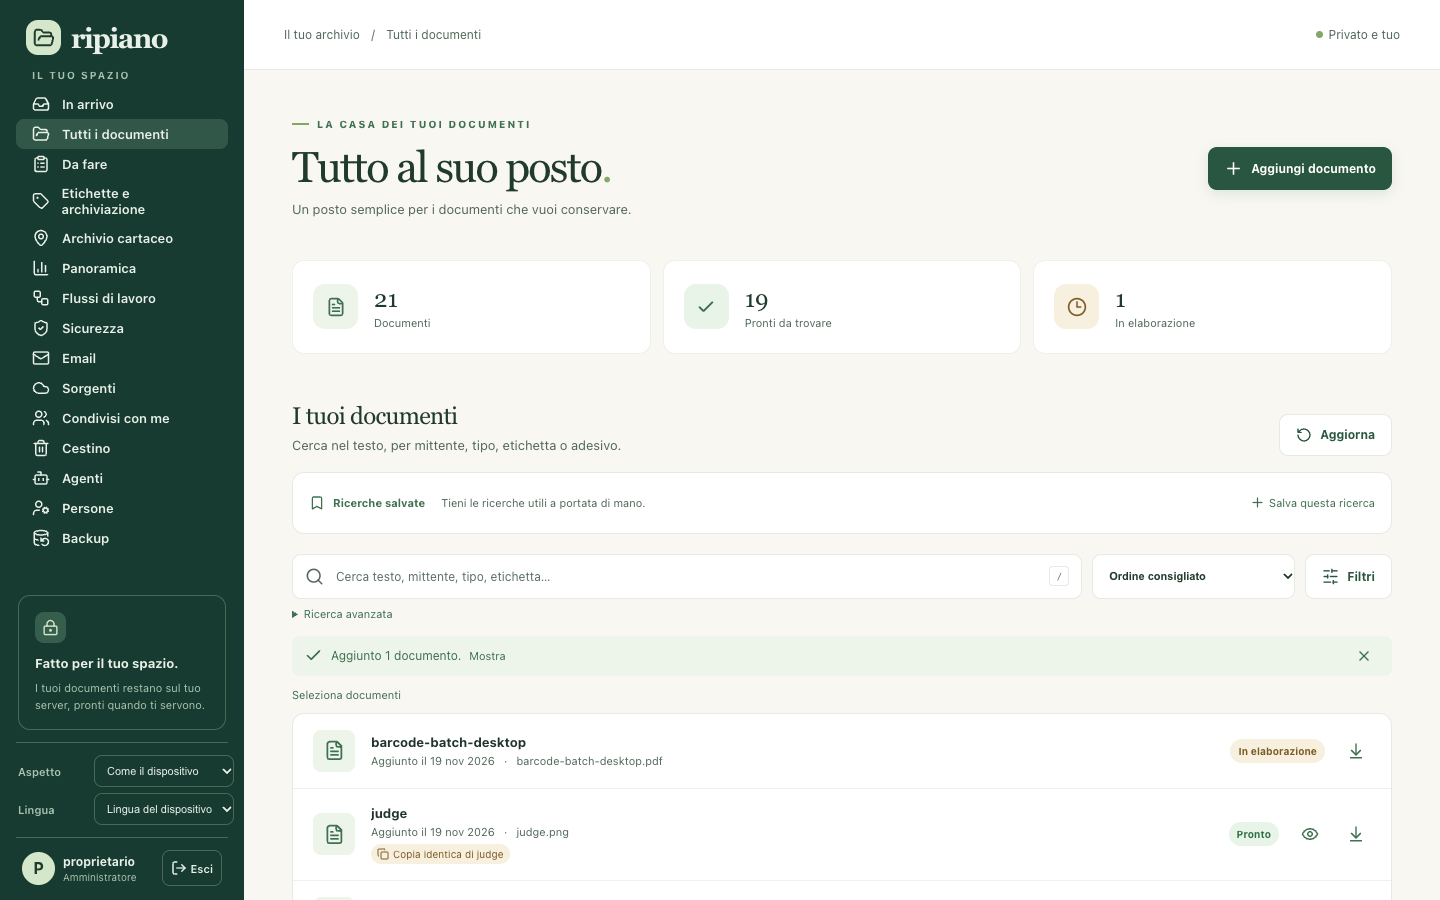 ripiano
IL TUO SPAZIO
In arrivo
Tutti i documenti
Da fare
Etichette e
archiviazione
Archivio cartaceo
Panoramica
Flussi di lavoro
Sicurezza
Email
Sorgenti
Condivisi con me
Cestino
Agenti
Persone
Backup
Fatto per il tuo spazio.
I tuoi documenti restano sul tuo
server, pronti quando ti servono.
Aspetto
Come il dispositivo
Lingua
Lingua del dispositivo
P
proprietario
Amministratore
Esci
Il tuo archivio / Tutti i documenti
Privato e tuo
LA CASA DEI TUOI DOCUMENTI
Tutto al suo posto.
Un posto semplice per i documenti che vuoi conservare.
Aggiungi documento
21
Documenti
19
Pronti da trovare
1
In elaborazione
I tuoi documenti
Cerca nel testo, per mittente, tipo, etichetta o adesivo.
Aggiorna
Ricerche salvate
Tieni le ricerche utili a portata di mano.
Salva questa ricerca
Cerca testo, mittente, tipo, etichetta...
/
Ordine consigliato
Filtri
Ricerca avanzata
Aggiunto 1 documento. Mostra
Seleziona documenti
barcode-batch-desktop
Aggiunto il 19 nov 2026 · barcode-batch-desktop.pdf
In elaborazione
judge
Aggiunto il 19 nov 2026 · judge.png
Copia identica di judge
Pronto